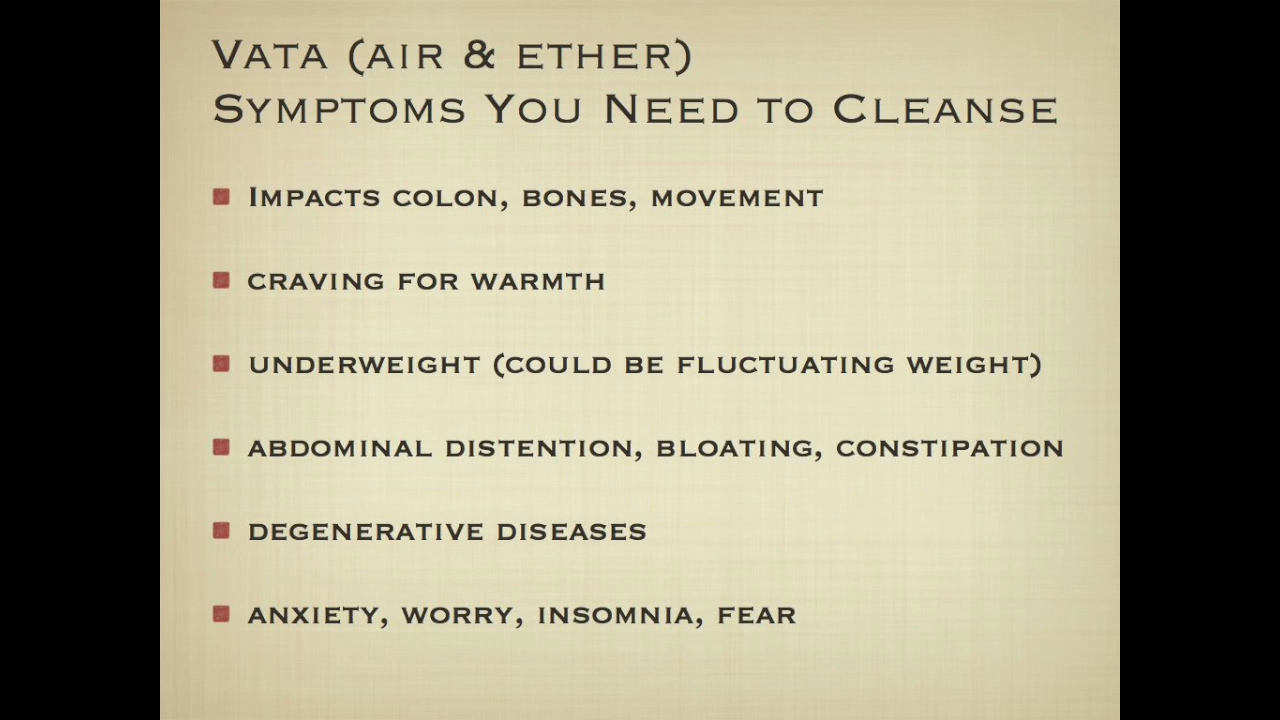 Vata (air & ether)
Symptoms You Need to Cleanse
Impacts colon, bones, movement
craving for warmth
underweight (could be fluctuating weight)
abdominal distention, bloating, constipation
degenerative diseases
anxiety, worry, insomnia, fear